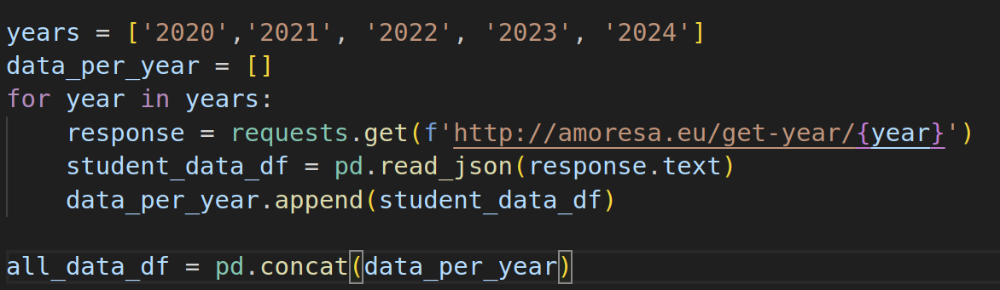 years = ['2020','2021', '2022', '2023', '2024']
data_per_year = []
for year in years:
    response = requests.get(f'http://amoresa.eu/get-year/{year}')
    student_data_df = pd.read_json(response.text)
    data_per_year.append(student_data_df)

all_data_df = pd.concat(data_per_year)